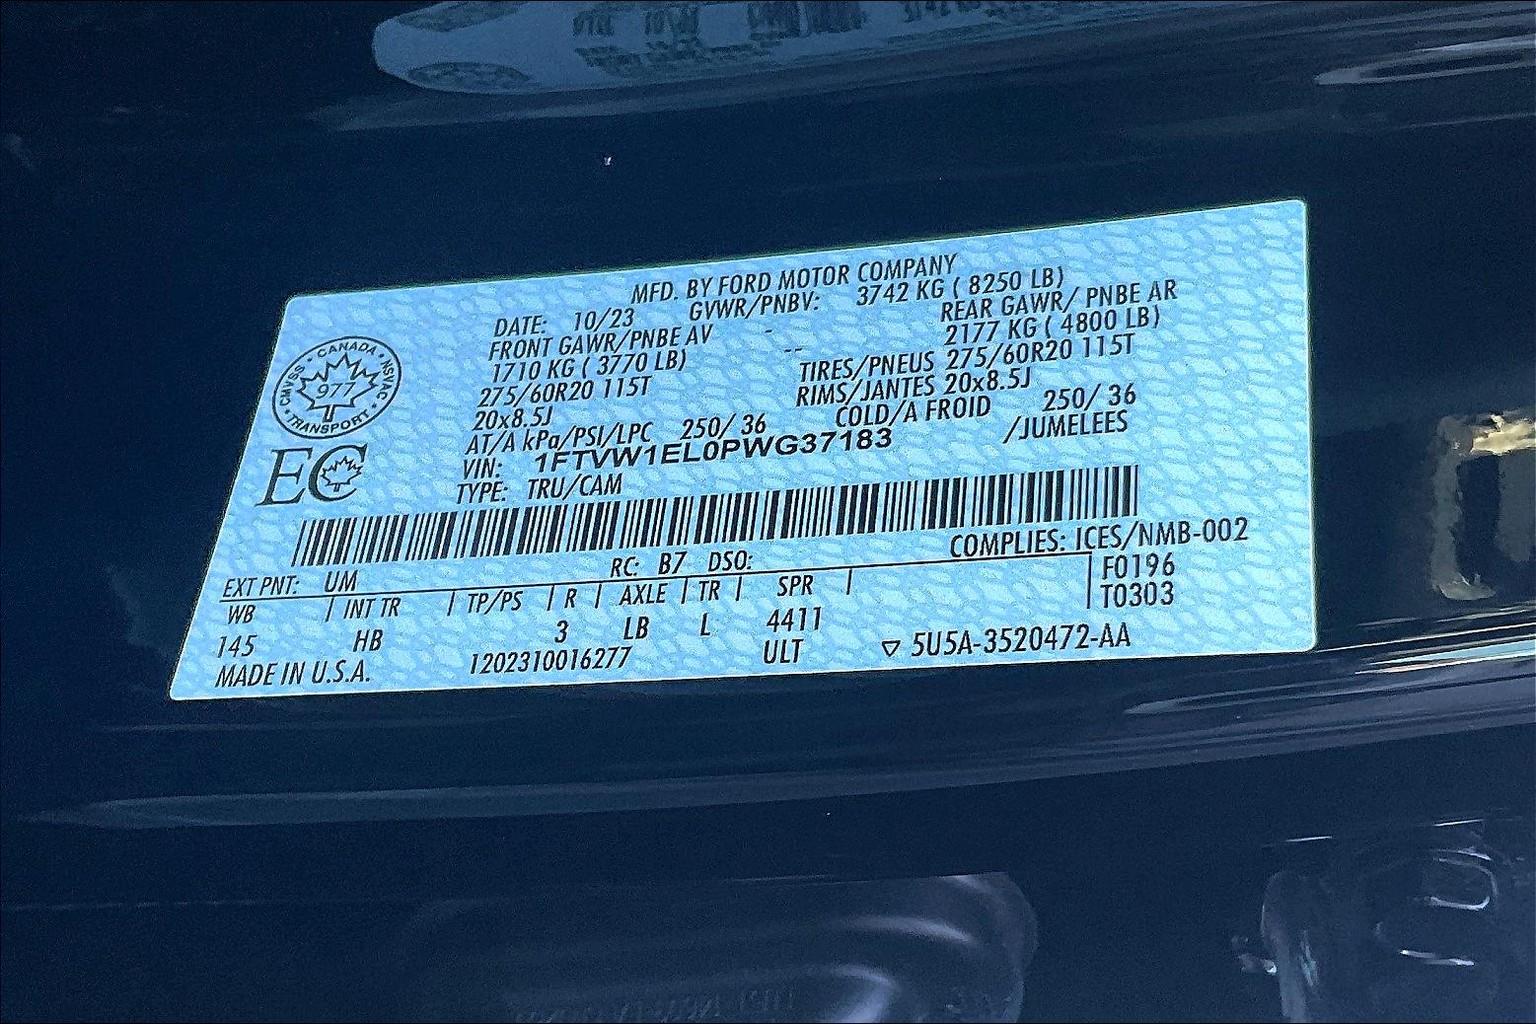 MFD. BY FORD MOTOR COMPANY
DATE: 10/23 GVWR/PNBV: 3742 KG ( 8250 LB)
FRONT GAWR/PNBE AV - REAR GAWR/ PNBE AR
1710 KG ( 3770 LB) -- 2177 KG ( 4800 LB)
275/60R20 115T TIRES/PNEUS 275/60R20 115T
20x8.5J RIMS/JANTES 20x8.5J
AT/A kPa/PSI/LPC 250/ 36 COLD/A FROID 250/ 36
VIN: 1FTVW1EL0PWG37183 /JUMELEES
TYPE: TRU/CAM
CANADA
CMVSS NSVAC
977
TRANSPORT
EC
COMPLIES: ICES/NMB-002
EXT PNT: UM RC: B7 DSO: F0196
WB INT TR TP/PS R AXLE TR SPR T0303
145 HB 3 LB L 4411
MADE IN U.S.A. 1202310016277 ULT ▽ 5U5A-3520472-AA